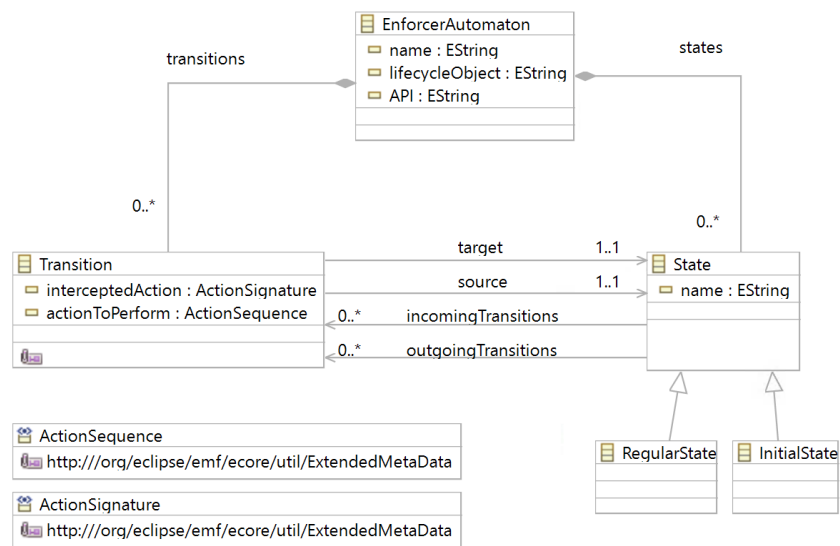 EnforcerAutomaton
name : EString
lifecycleObject : EString
API : EString
transitions
states
0..*
0..*
Transition
interceptedAction : ActionSignature
actionToPerform : ActionSequence
target
1..1
source
1..1
0..*
incomingTransitions
0..*
outgoingTransitions
State
name : EString
RegularState
InitialState
ActionSequence
http:///org/eclipse/emf/ecore/util/ExtendedMetaData
ActionSignature
http:///org/eclipse/emf/ecore/util/ExtendedMetaData